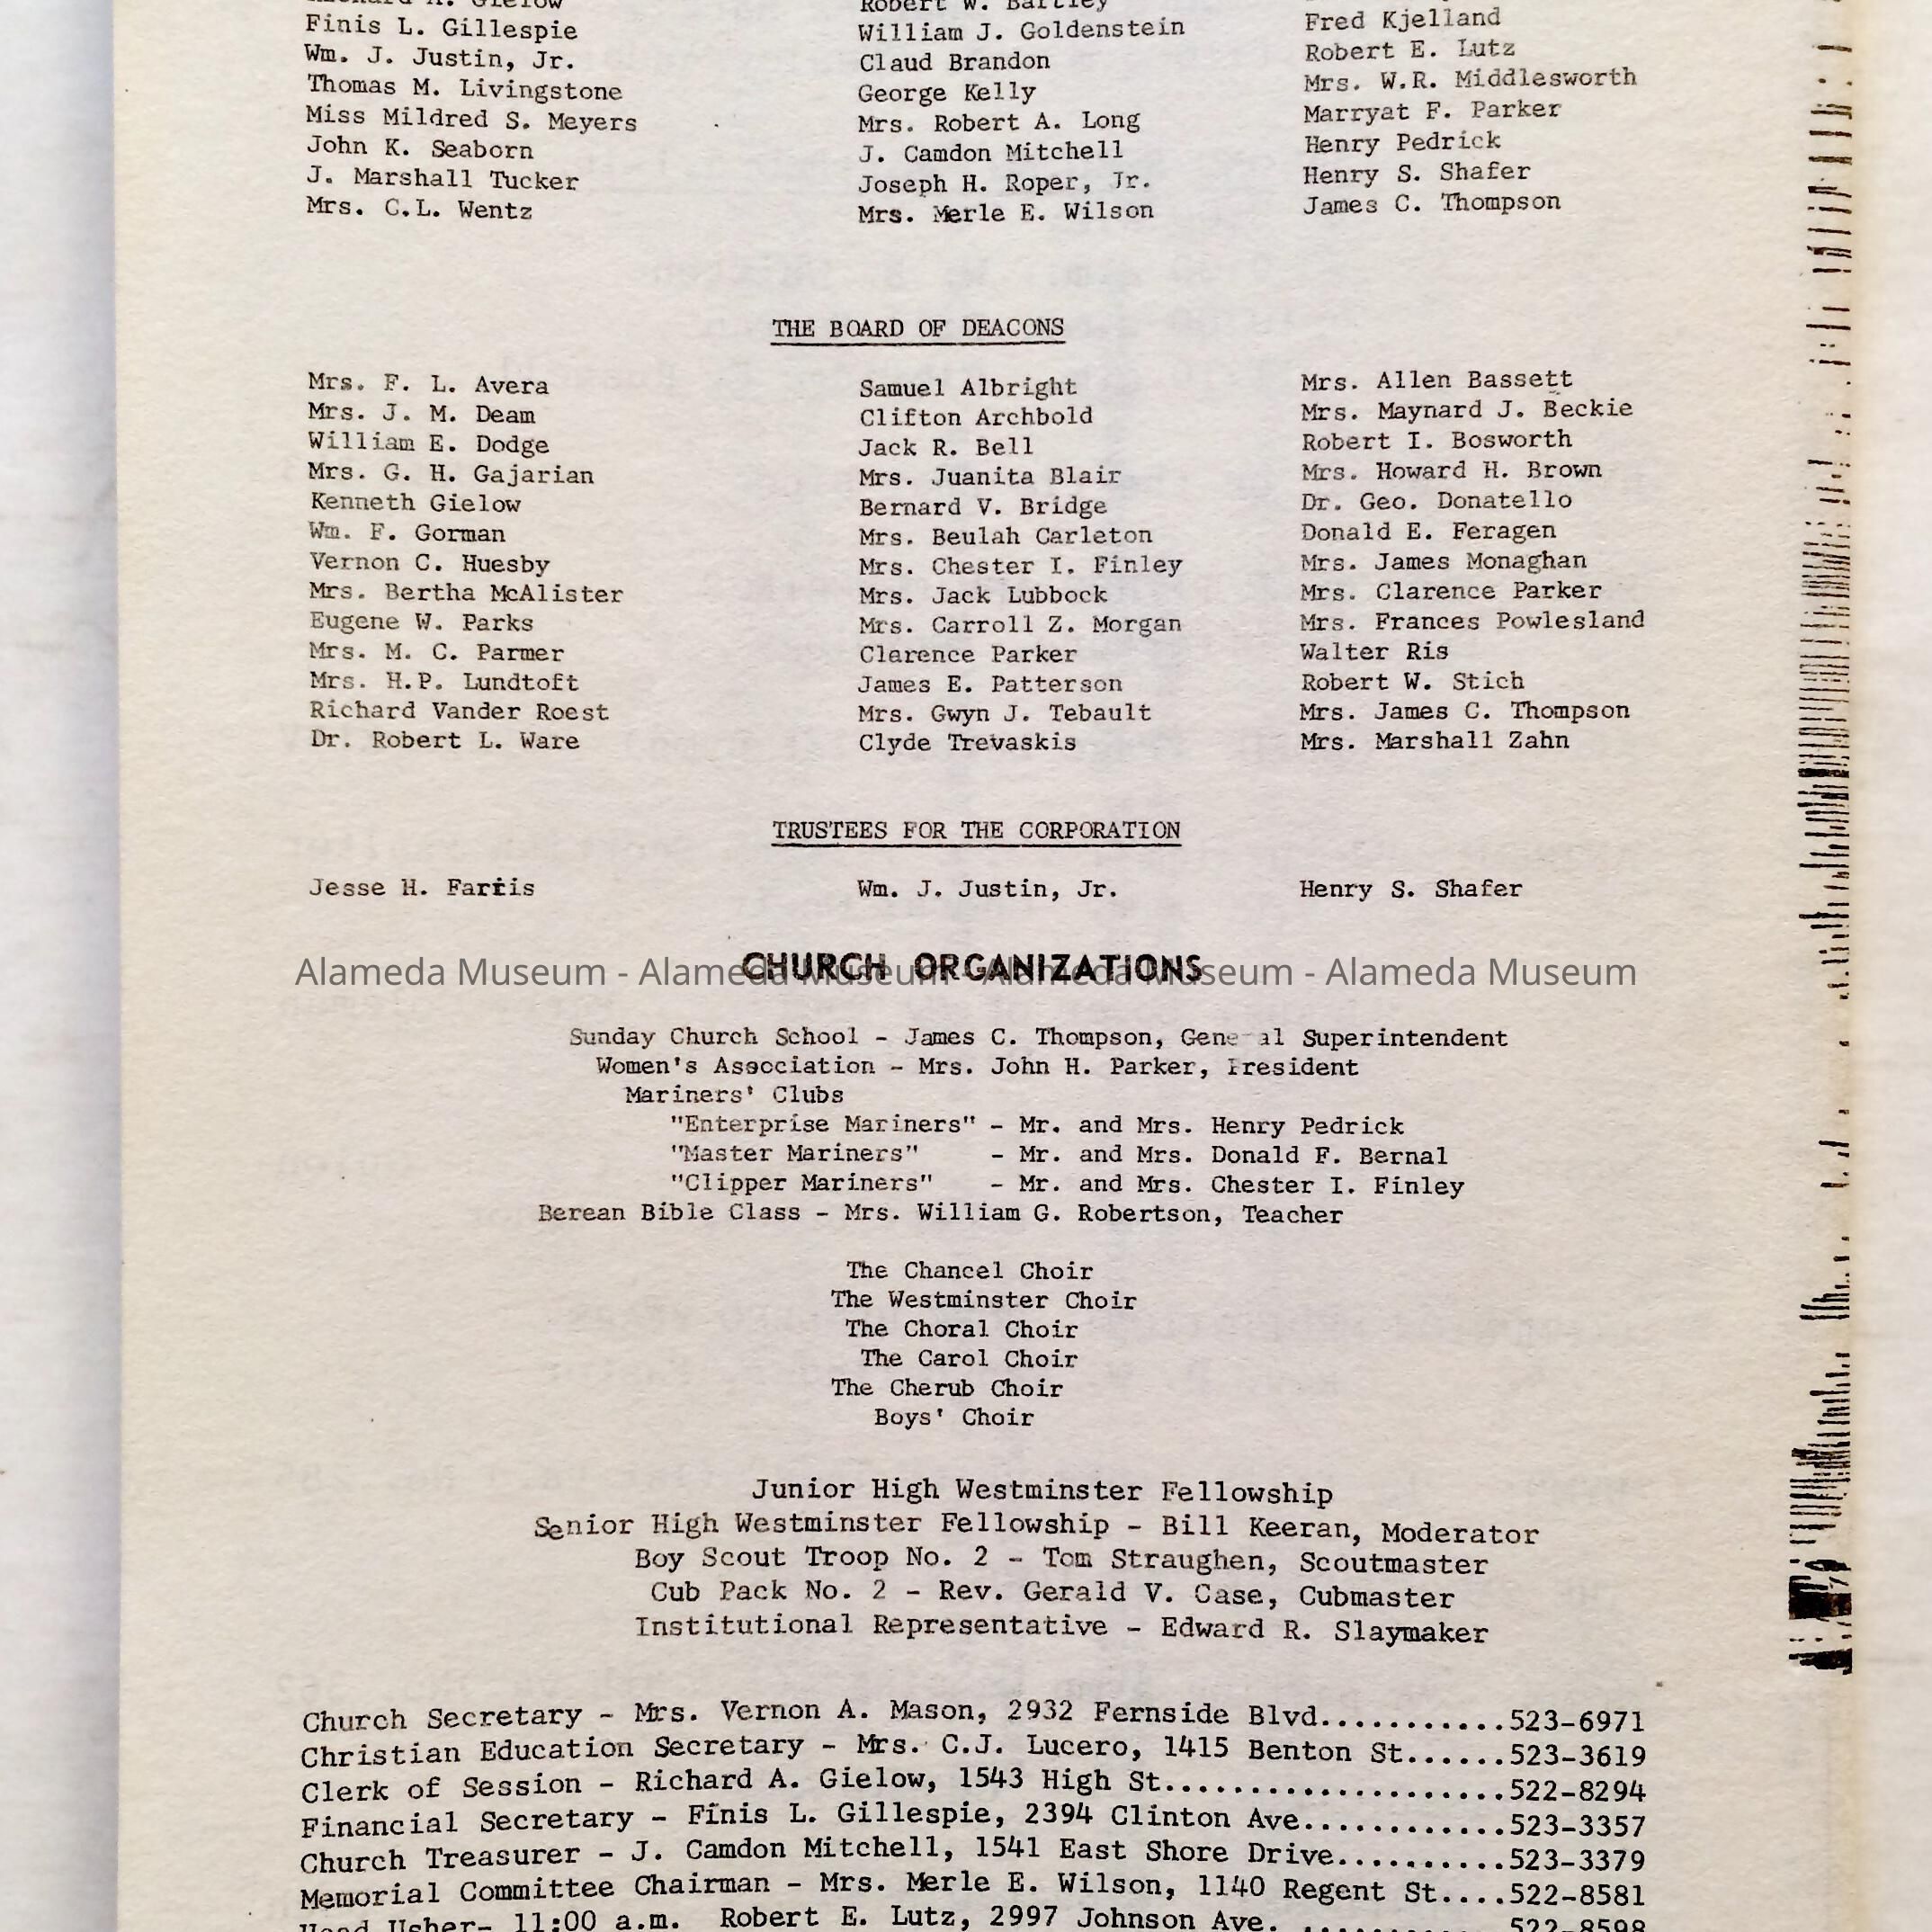 Finis L. Gillespie William J. Goldenstein Fred Kjelland
Wm. J. Justin, Jr. Claud Brandon Robert E. Lutz
Thomas M. Livingstone George Kelly Mrs. W.R. Middlesworth
Miss Mildred S. Meyers Mrs. Robert A. Long Marryat F. Parker
John K. Seaborn J. Camdon Mitchell Henry Pedrick
J. Marshall Tucker Joseph H. Roper, Jr. Henry S. Shafer
Mrs. C.L. Wentz Mrs. Merle E. Wilson James C. Thompson
THE BOARD OF DEACONS
Mrs. F. L. Avera Samuel Albright Mrs. Allen Bassett
Mrs. J. M. Deam Clifton Archbold Mrs. Maynard J. Beckie
William E. Dodge Jack R. Bell Robert I. Bosworth
Mrs. G. H. Gajarian Mrs. Juanita Blair Mrs. Howard H. Brown
Kenneth Gielow Bernard V. Bridge Dr. Geo. Donatello
Wm. F. Gorman Mrs. Beulah Carleton Donald E. Feragen
Vernon C. Huesby Mrs. Chester I. Finley Mrs. James Monaghan
Mrs. Bertha McAlister Mrs. Jack Lubbock Mrs. Clarence Parker
Eugene W. Parks Mrs. Carroll Z. Morgan Mrs. Frances Powlesland
Mrs. M. C. Parmer Clarence Parker Walter Ris
Mrs. H.P. Lundtoft James E. Patterson Robert W. Stich
Richard Vander Roest Mrs. Gwyn J. Tebault Mrs. James C. Thompson
Dr. Robert L. Ware Clyde Trevaskis Mrs. Marshall Zahn
TRUSTEES FOR THE CORPORATION
Jesse H. Wm. J. Justin, Jr. Henry S. Shafer
CHURCH ORGANIZATIONS
Alameda Museum - Alameda Museum - Alameda Museum - Alameda Museum
Sunday Church School - James C. Thompson, General Superintendent
Women's Association - Mrs. John H. Parker, President
Mariners' Clubs
"Enterprise Mariners" - Mr. and Mrs. Henry Pedrick
"Master Mariners" - Mr. and Mrs. Donald F. Bernal
"Clipper Mariners" - Mr. and Mrs. Chester I. Finley
Berean Bible Class - Mrs. William G. Robertson, Teacher
The Chancel Choir
The Westminster Choir
The Choral Choir
The Carol Choir
The Cherub Choir
Boys' Choir
Junior High Westminster Fellowship
Senior High Westminster Fellowship - Bill Keeran, Moderator
Boy Scout Troop No. 2 - Tom Straughen, Scoutmaster
Cub Pack No. 2 - Rev. Gerald V. Case, Cubmaster
Institutional Representative - Edward R. Slaymaker
Church Secretary - Mrs. Vernon A. Mason, 2932 Fernside Blvd...........523-6971
Christian Education Secretary - Mrs. C.J. Lucero, 1415 Benton St......523-3619
Clerk of Session - Richard A. Gielow, 1543 High St.....................522-8294
Financial Secretary - Finis L. Gillespie, 2394 Clinton Ave............523-3357
Church Treasurer - J. Camdon Mitchell, 1541 East Shore Drive..........523-3379
Memorial Committee Chairman - Mrs. Merle E. Wilson, 1140 Regent St....522-8581
Head Usher- 11:00 a.m. Robert E. Lutz, 2997 Johnson Ave. ...........522-8598